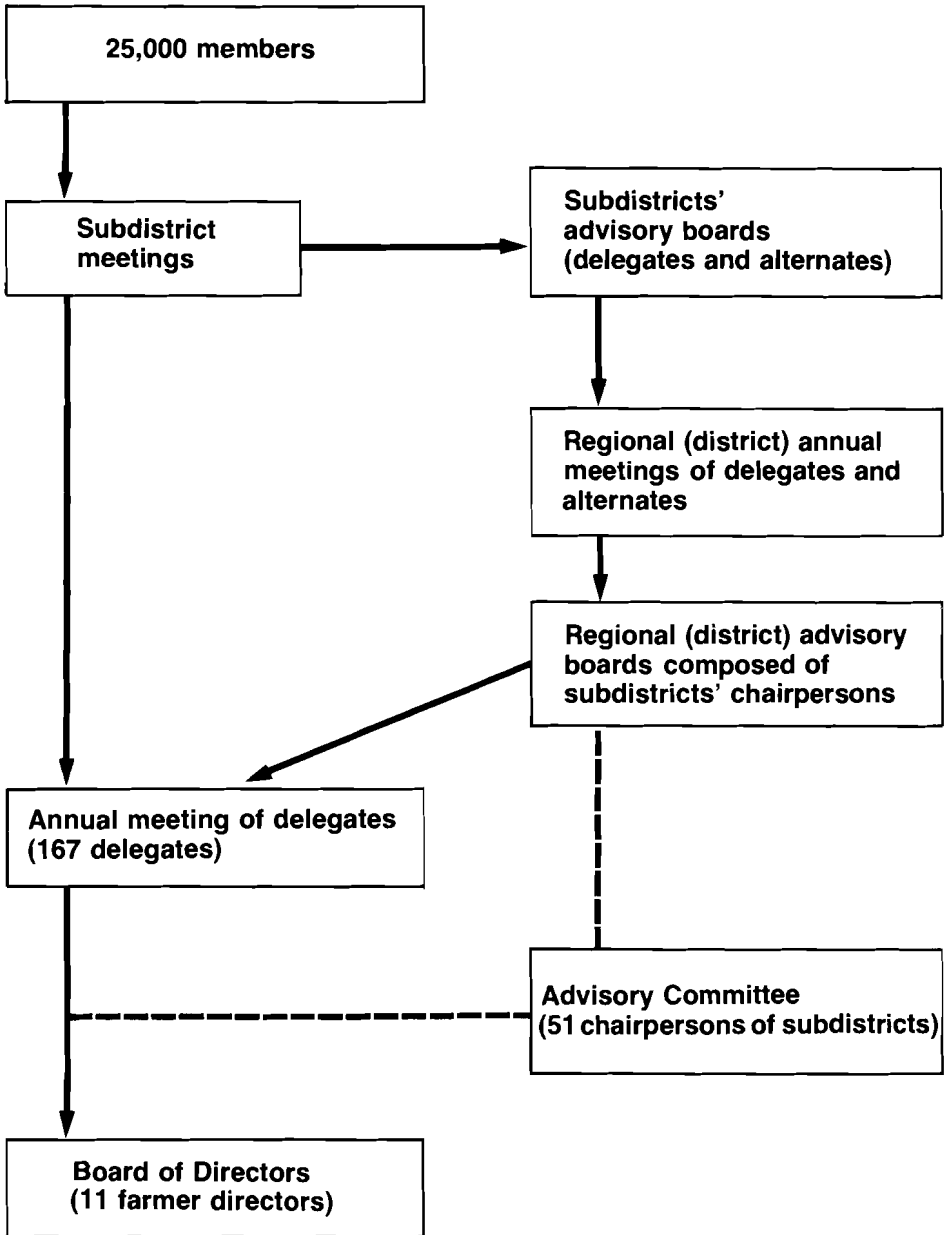 25,000 members
Subdistrict
meetings
Subdistricts'
advisory boards
(delegates and alternates)
Regional (district) annual
meetings of delegates and
alternates
Regional (district) advisory
boards composed of
subdistricts' chairpersons
Annual meeting of delegates
(167 delegates)
Advisory Committee
(51 chairpersons of subdistricts)
Board of Directors
(11 farmer directors)